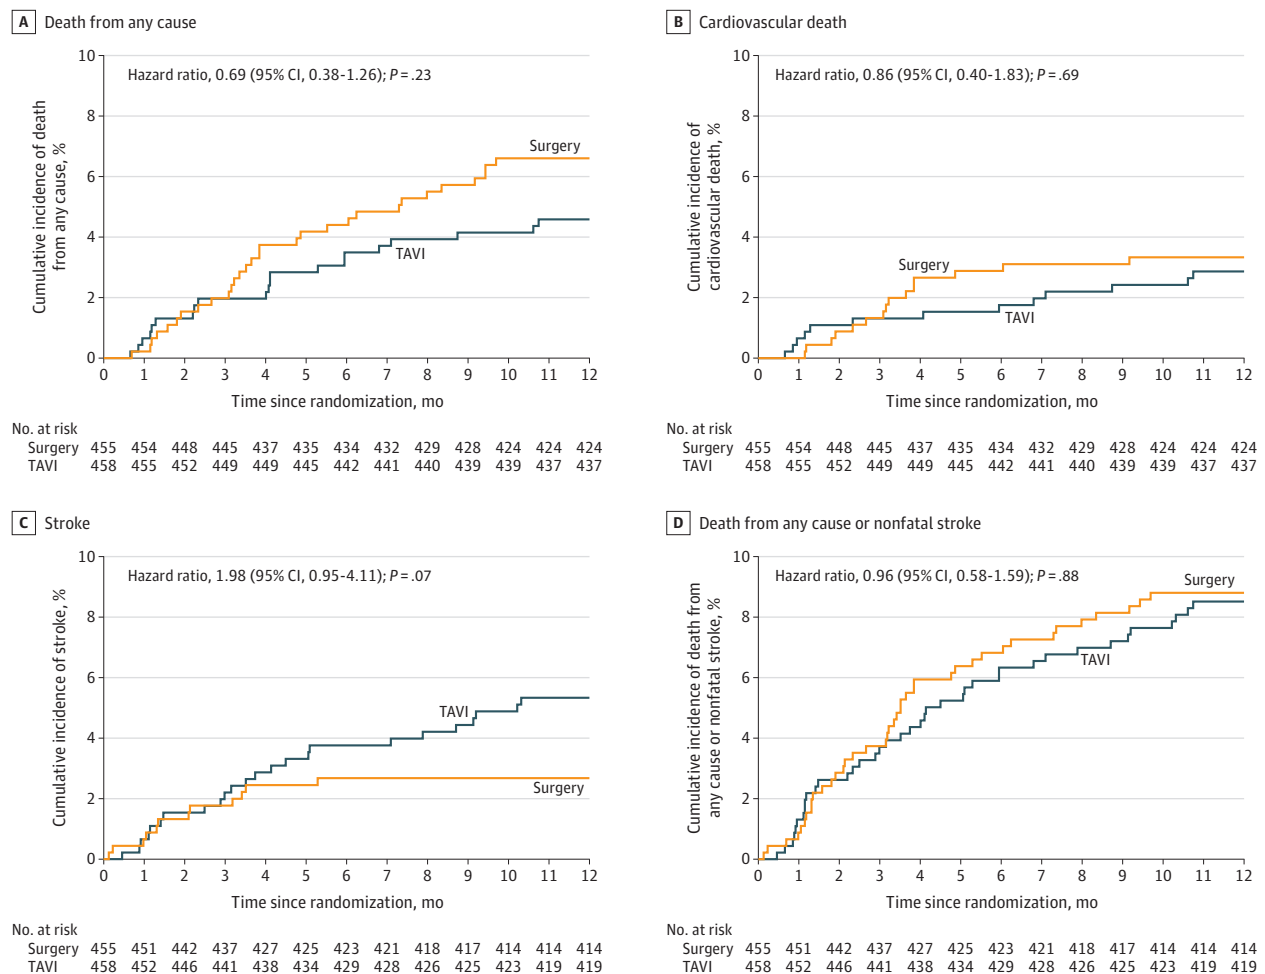 A Death from any cause
Hazard ratio, 0.69 (95% CI, 0.38-1.26); P = .23
Cumulative incidence of death
from any cause, %
10
8
6
4
2
0
Surgery
TAVI
0 1 2 3 4 5 6 7 8 9 10 11 12
Time since randomization, mo
No. at risk
Surgery 455 454 448 445 437 435 434 432 429 428 424 424 424
TAVI 458 455 452 449 449 445 442 441 440 439 439 437 437
B Cardiovascular death
Hazard ratio, 0.86 (95% CI, 0.40-1.83); P = .69
Cumulative incidence of
cardiovascular death, %
10
8
6
4
2
0
Surgery
TAVI
0 1 2 3 4 5 6 7 8 9 10 11 12
Time since randomization, mo
No. at risk
Surgery 455 454 448 445 437 435 434 432 429 428 424 424 424
TAVI 458 455 452 449 449 445 442 441 440 439 439 437 437
C Stroke
Hazard ratio, 1.98 (95% CI, 0.95-4.11); P = .07
Cumulative incidence of stroke, %
10
8
6
4
2
0
TAVI
Surgery
0 1 2 3 4 5 6 7 8 9 10 11 12
Time since randomization, mo
No. at risk
Surgery 455 451 442 437 427 425 423 421 418 417 414 414 414
TAVI 458 452 446 441 438 434 429 428 426 425 423 419 419
D Death from any cause or nonfatal stroke
Hazard ratio, 0.96 (95% CI, 0.58-1.59); P = .88
Cumulative incidence of death from
any cause or nonfatal stroke, %
10
8
6
4
2
0
Surgery
TAVI
0 1 2 3 4 5 6 7 8 9 10 11 12
Time since randomization, mo
No. at risk
Surgery 455 451 442 437 427 425 423 421 418 417 414 414 414
TAVI 458 452 446 441 438 434 429 428 426 425 423 419 419